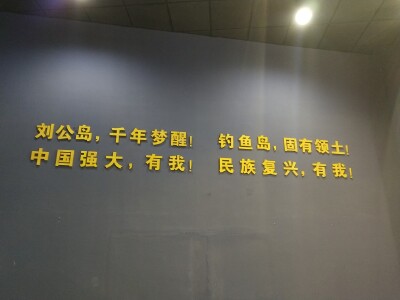 刘公岛，千年梦醒！ 钓鱼岛，固有领土！
中国强大，有我！ 民族复兴，有我！